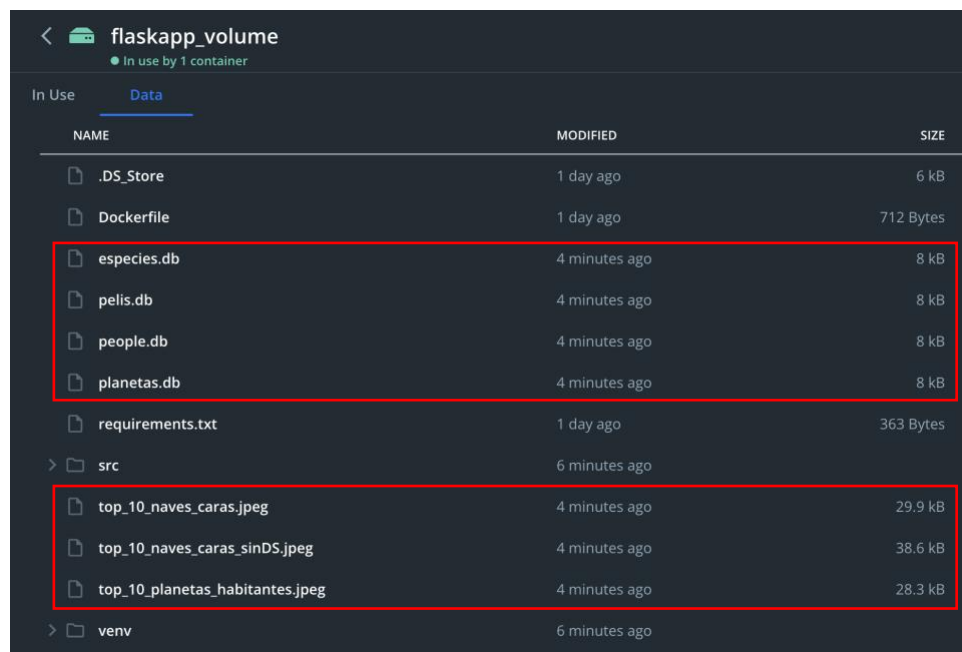 flaskapp_volume
In use by 1 container
In Use Data
NAME MODIFIED SIZE
.DS_Store 1 day ago 6 kB
Dockerfile 1 day ago 712 Bytes
especies.db 4 minutes ago 8 kB
pelis.db 4 minutes ago 8 kB
people.db 4 minutes ago 8 kB
planetas.db 4 minutes ago 8 kB
requirements.txt 1 day ago 363 Bytes
src 6 minutes ago
top_10_naves_caras.jpeg 4 minutes ago 29.9 kB
top_10_naves_caras_sinDS.jpeg 4 minutes ago 38.6 kB
top_10_planetas_habitantes.jpeg 4 minutes ago 28.3 kB
venv 6 minutes ago